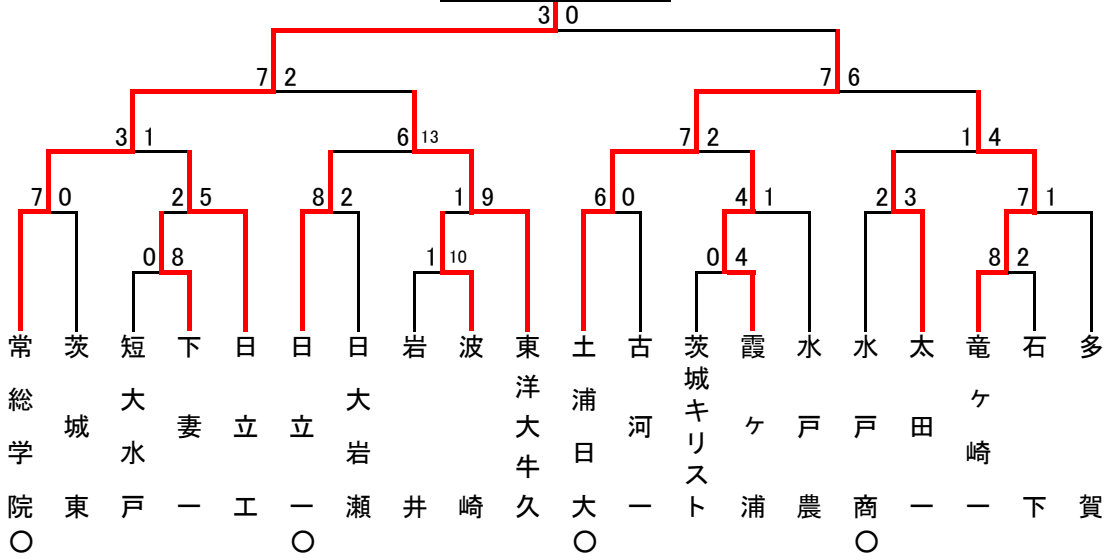 3 0
7 2
7 6
3 1
6 13
7 2
1 4
7 0
2 5
8 2
1 9
6 0
4 1
2 3
7 1
0 8
1 10
0 4
8 2
常総学院
茨城東
短大水戸
下妻一
日立工
日立一
日大岩瀬
岩井
波崎
東洋大牛久
土浦日大
古河一
茨城キリスト
霞ヶ浦
水戸農
水戸商
太田一
竜ヶ崎一
石下
多賀
○
○
○
○